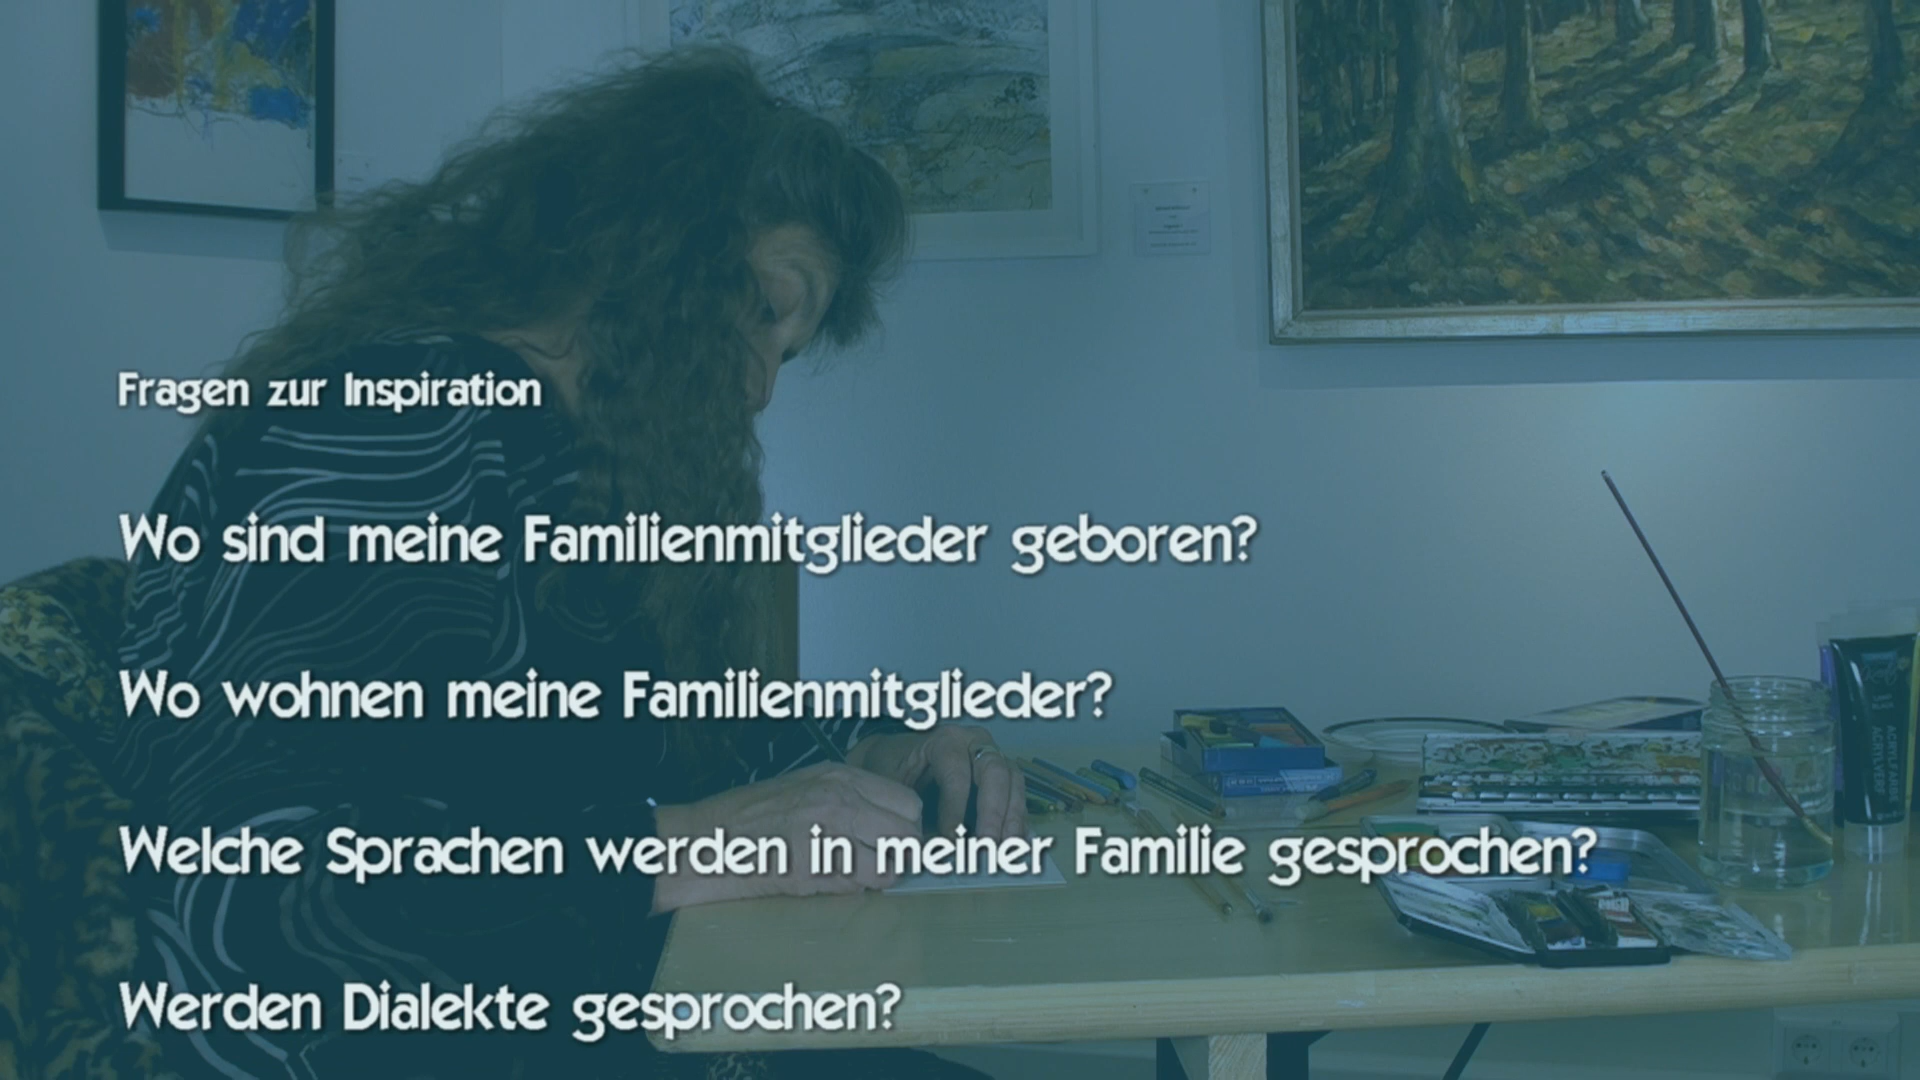 Fragen zur Inspiration
Wo sind meine Familienmitglieder geboren?
Wo wohnen meine Familienmitglieder?
Welche Sprachen werden in meiner Familie gesprochen?
Werden Dialekte gesprochen?